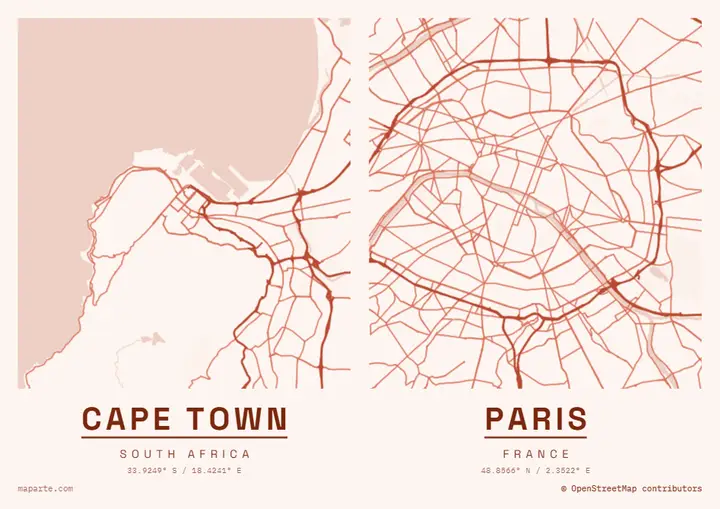 CAPE TOWN
SOUTH AFRICA
33.9249° S / 18.4241° E
PARIS
FRANCE
48.8566° N / 2.3522° E
maparte.com
© OpenStreetMap contributors